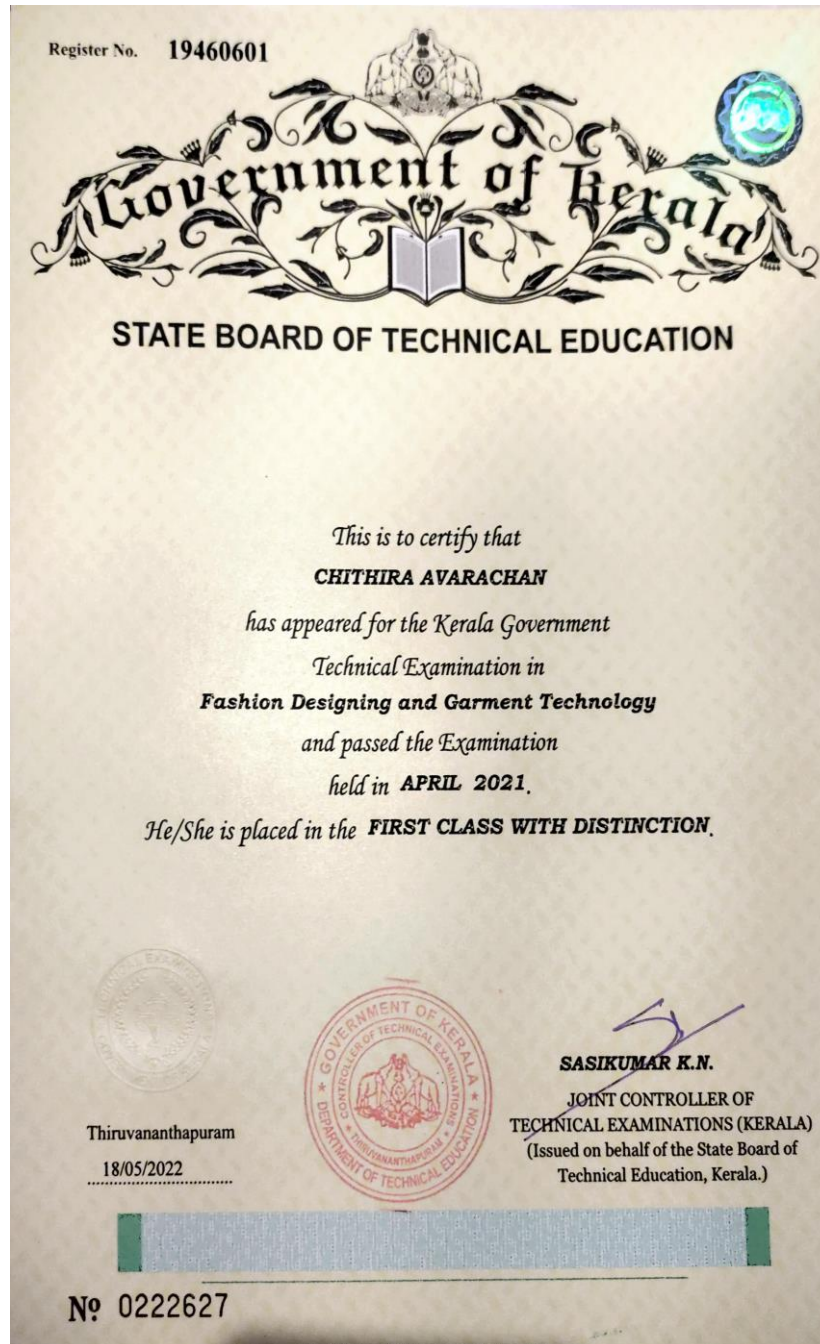 Register No. 19460601
Government of Kerala
STATE BOARD OF TECHNICAL EDUCATION
This is to certify that
CHITHIRA AVARACHAN
has appeared for the Kerala Government
Technical Examination in
Fashion Designing and Garment Technology
and passed the Examination
held in APRIL 2021.
He/She is placed in the FIRST CLASS WITH DISTINCTION.
GOVERNMENT OF KERALA
CONTROLLER OF TECHNICAL EXAMINATIONS
THIRUVANANTHAPURAM
DEPARTMENT OF TECHNICAL EDUCATION
SASIKUMAR K.N.
JOINT CONTROLLER OF
TECHNICAL EXAMINATIONS (KERALA)
(Issued on behalf of the State Board of
Technical Education, Kerala.)
Thiruvananthapuram
18/05/2022
№ 0222627